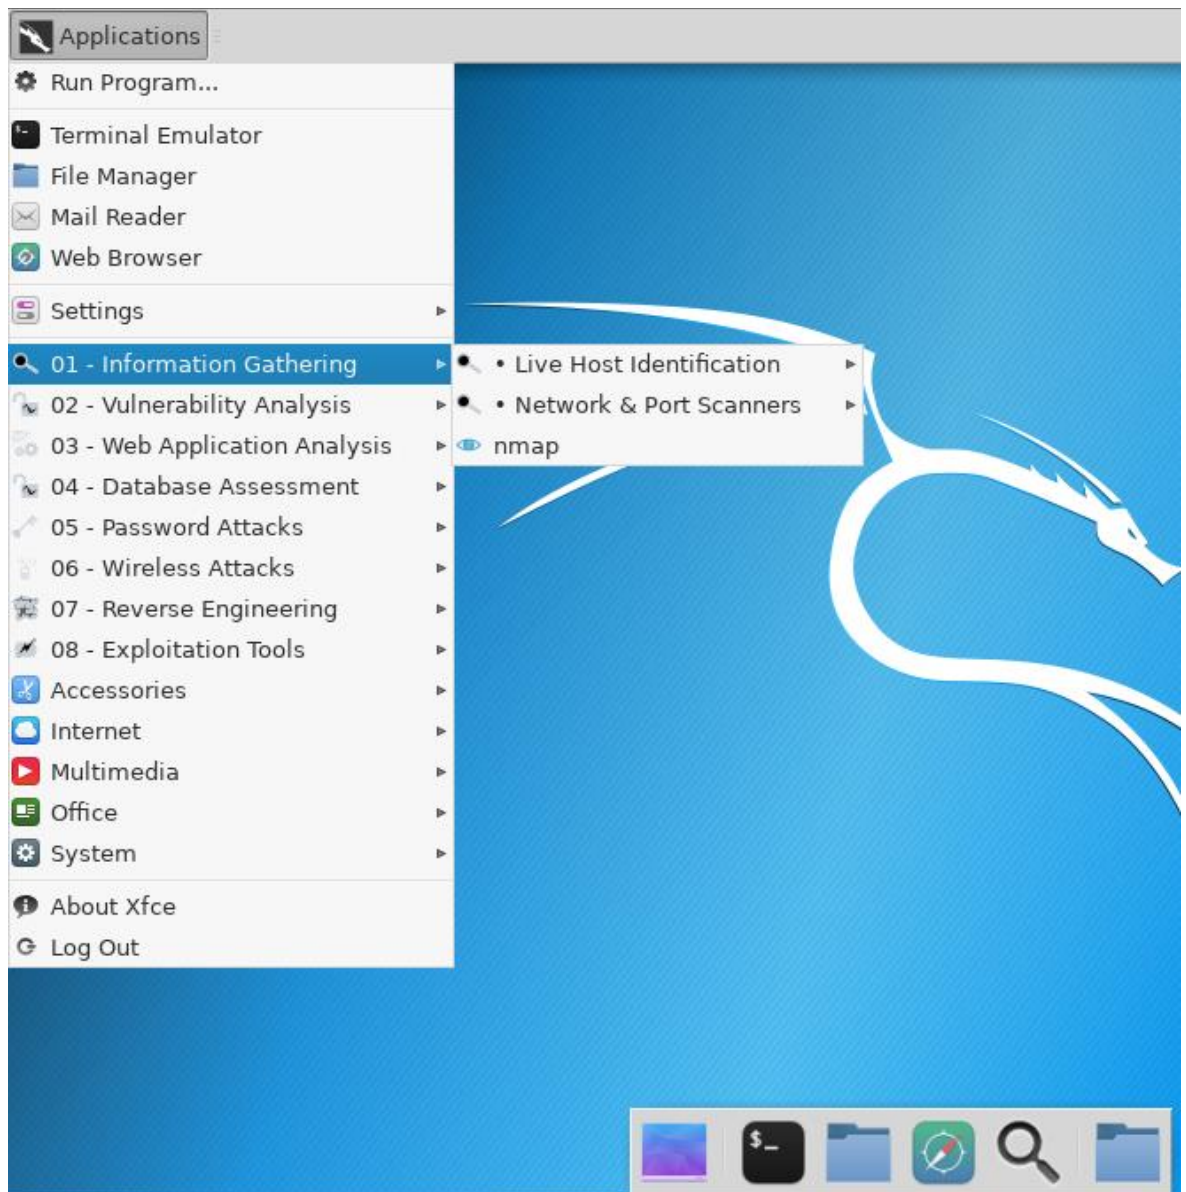 Applications
Run Program...
Terminal Emulator
File Manager
Mail Reader
Web Browser
Settings
01 - Information Gathering
• Live Host Identification
02 - Vulnerability Analysis
• Network & Port Scanners
03 - Web Application Analysis
nmap
04 - Database Assessment
05 - Password Attacks
06 - Wireless Attacks
07 - Reverse Engineering
08 - Exploitation Tools
Accessories
Internet
Multimedia
Office
System
About Xfce
Log Out
$_